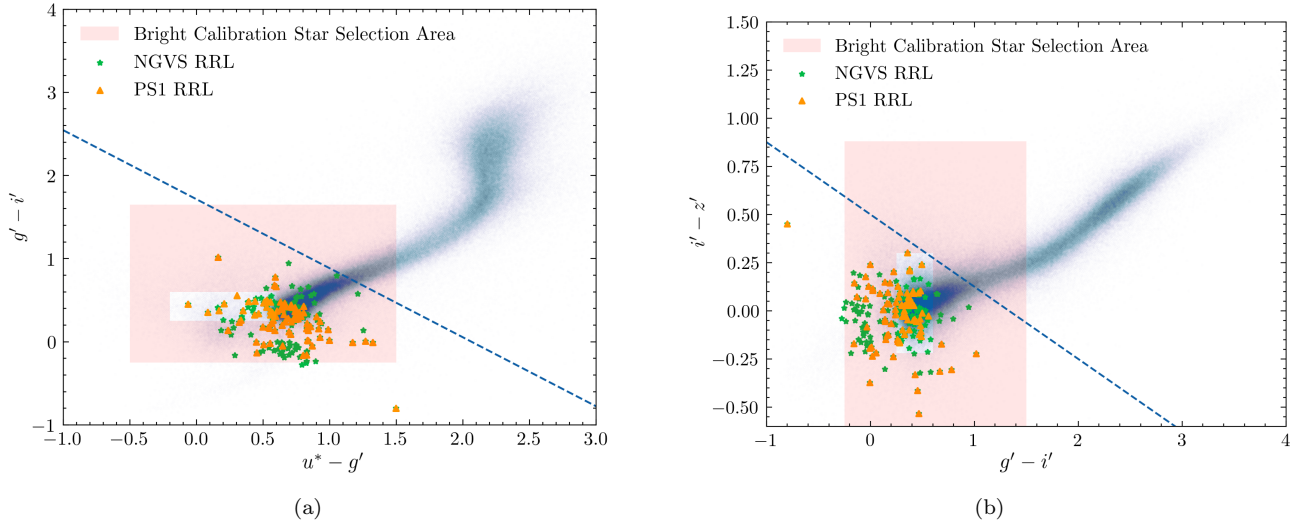 4
3
2
1
0
−1
g′ − i′
Bright Calibration Star Selection Area
NGVS RRL
PS1 RRL
−1.0
−0.5
0.0
0.5
1.0
1.5
2.0
2.5
3.0
u* − g′
(a)
1.50
1.25
1.00
0.75
0.50
0.25
0.00
−0.25
−0.50
i′ − z′
Bright Calibration Star Selection Area
NGVS RRL
PS1 RRL
−1
0
1
2
3
4
g′ − i′
(b)